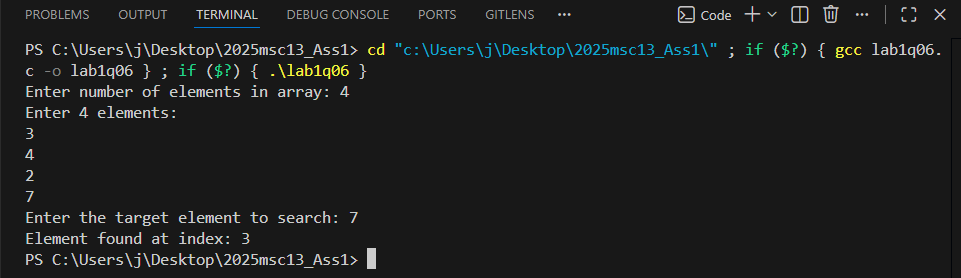 PROBLEMS OUTPUT TERMINAL DEBUG CONSOLE PORTS GITLENS ··· Code
PS C:\Users\j\Desktop\2025msc13_Ass1> cd "c:\Users\j\Desktop\2025msc13_Ass1\" ; if ($?) { gcc lab1q06.
c -o lab1q06 } ; if ($?) { .\lab1q06 }
Enter number of elements in array: 4
Enter 4 elements:
3
4
2
7
Enter the target element to search: 7
Element found at index: 3
PS C:\Users\j\Desktop\2025msc13_Ass1>